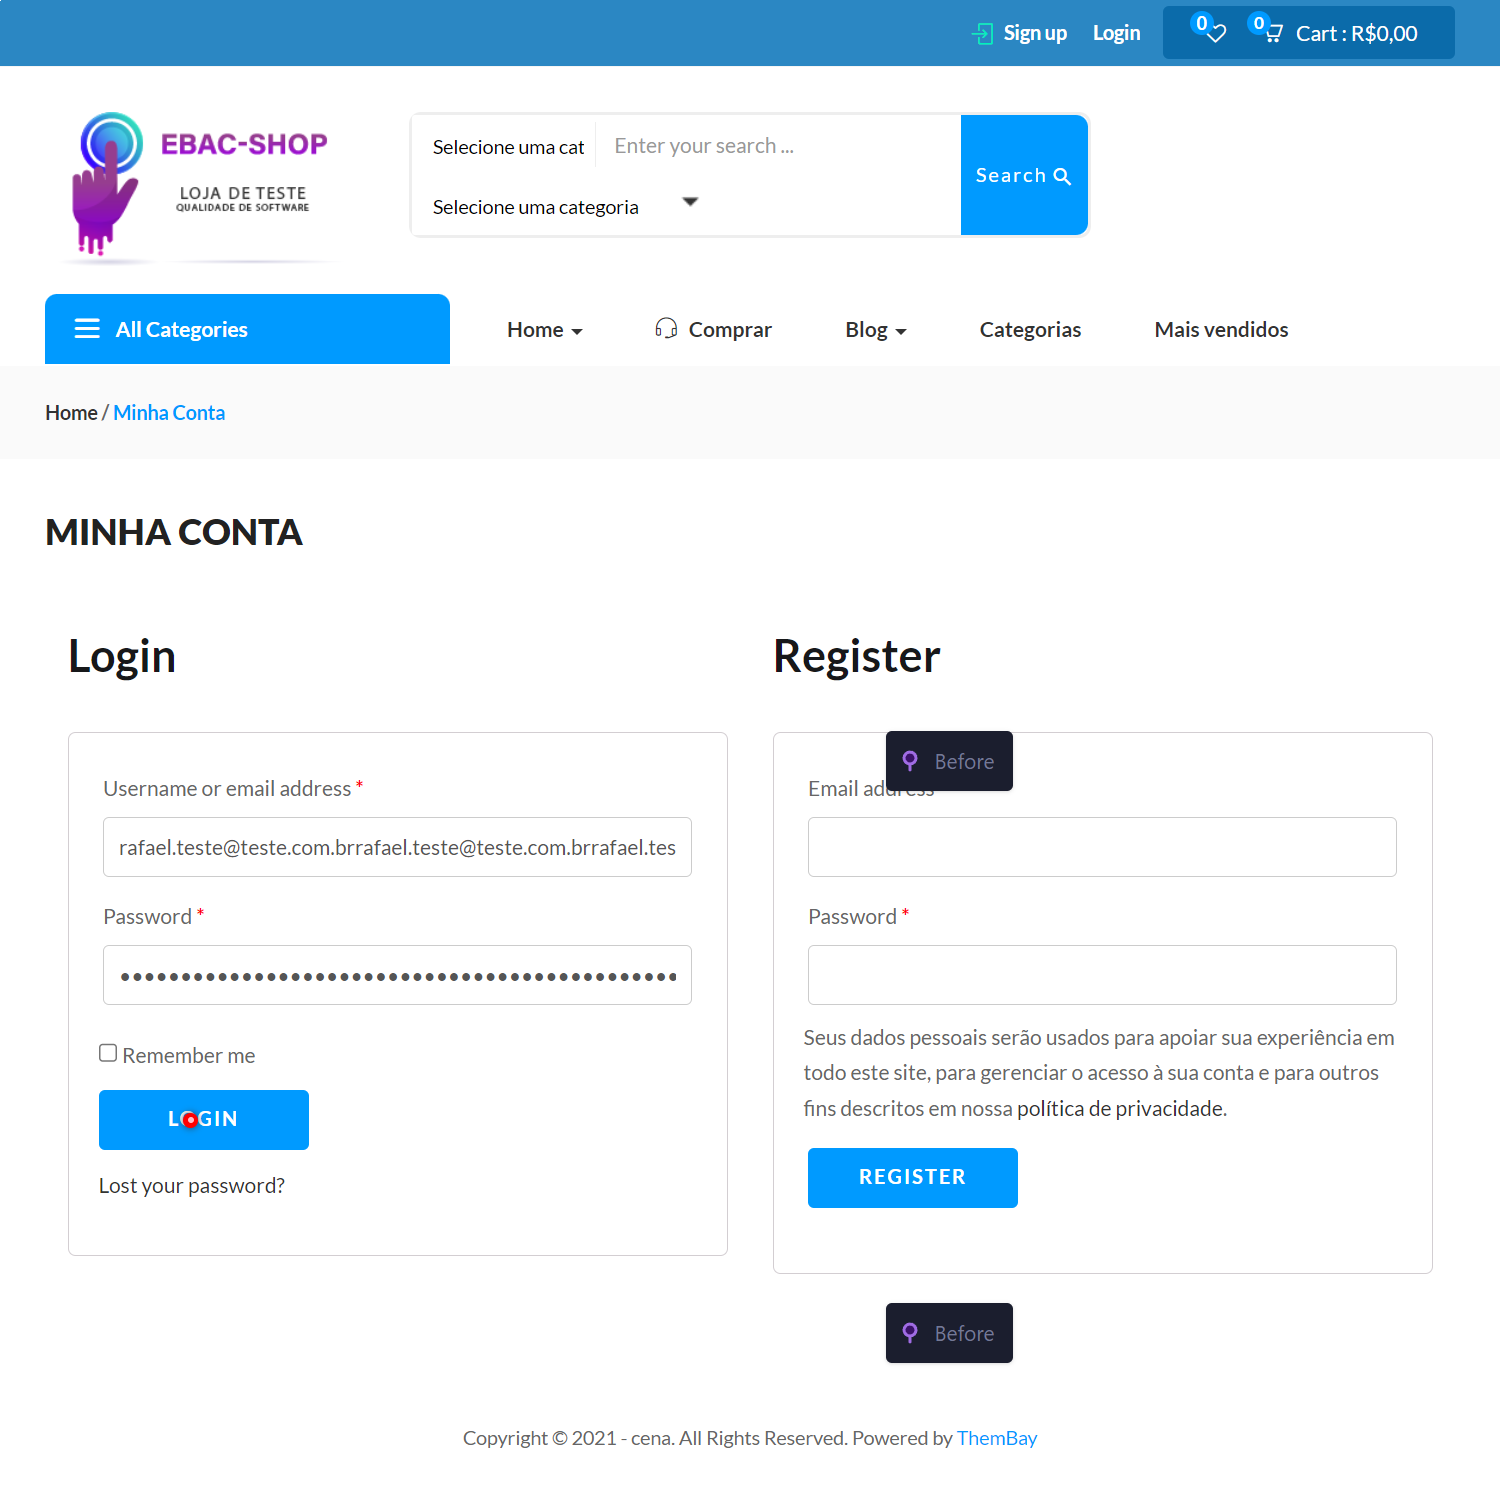 Sign up Login 0 0 Cart : R$0,00
EBAC-SHOP
LOJA DE TESTE
QUALIDADE DE SOFTWARE
Selecione uma cat Enter your search ...
Selecione uma categoria
Search
All Categories Home Comprar Blog Categorias Mais vendidos
Home / Minha Conta
MINHA CONTA
Login
Username or email address *
rafael.teste@teste.com.brrafael.teste@teste.com.brrafael.tes
Password *
Remember me
LOGIN
Lost your password?
Register
Before
Email address
Password *
Seus dados pessoais serão usados para apoiar sua experiência em
todo este site, para gerenciar o acesso à sua conta e para outros
fins descritos em nossa política de privacidade.
REGISTER
Before
Copyright © 2021 - cena. All Rights Reserved. Powered by ThemBay